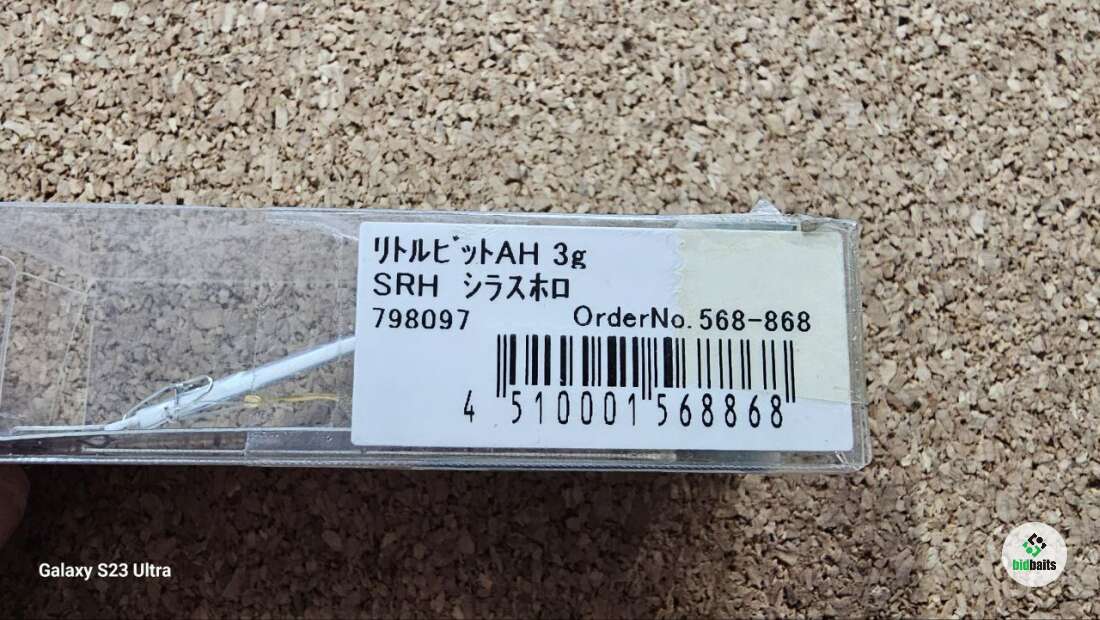 ﾘﾄﾙﾋﾞｯﾄAH 3g
SRH ｼﾗｽﾎﾛ
798097 OrderNo.568-868
4 510001 568868
Galaxy S23 Ultra
bidbaits